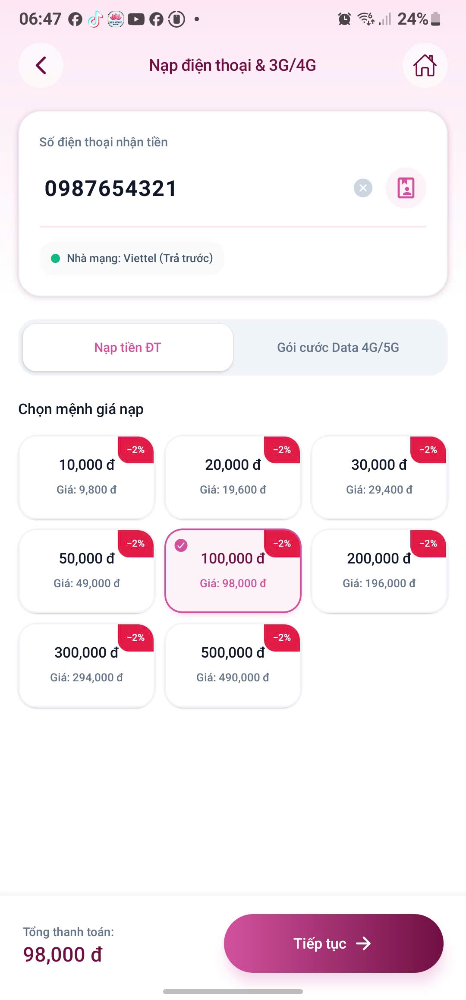 06:47
24%
Nạp điện thoại & 3G/4G
Số điện thoại nhận tiền
0987654321
Nhà mạng: Viettel (Trả trước)
Nạp tiền ĐT
Gói cước Data 4G/5G
Chọn mệnh giá nạp
-2%
10,000 đ
Giá: 9,800 đ
-2%
20,000 đ
Giá: 19,600 đ
-2%
30,000 đ
Giá: 29,400 đ
-2%
50,000 đ
Giá: 49,000 đ
-2%
100,000 đ
Giá: 98,000 đ
-2%
200,000 đ
Giá: 196,000 đ
-2%
300,000 đ
Giá: 294,000 đ
-2%
500,000 đ
Giá: 490,000 đ
Tổng thanh toán:
98,000 đ
Tiếp tục